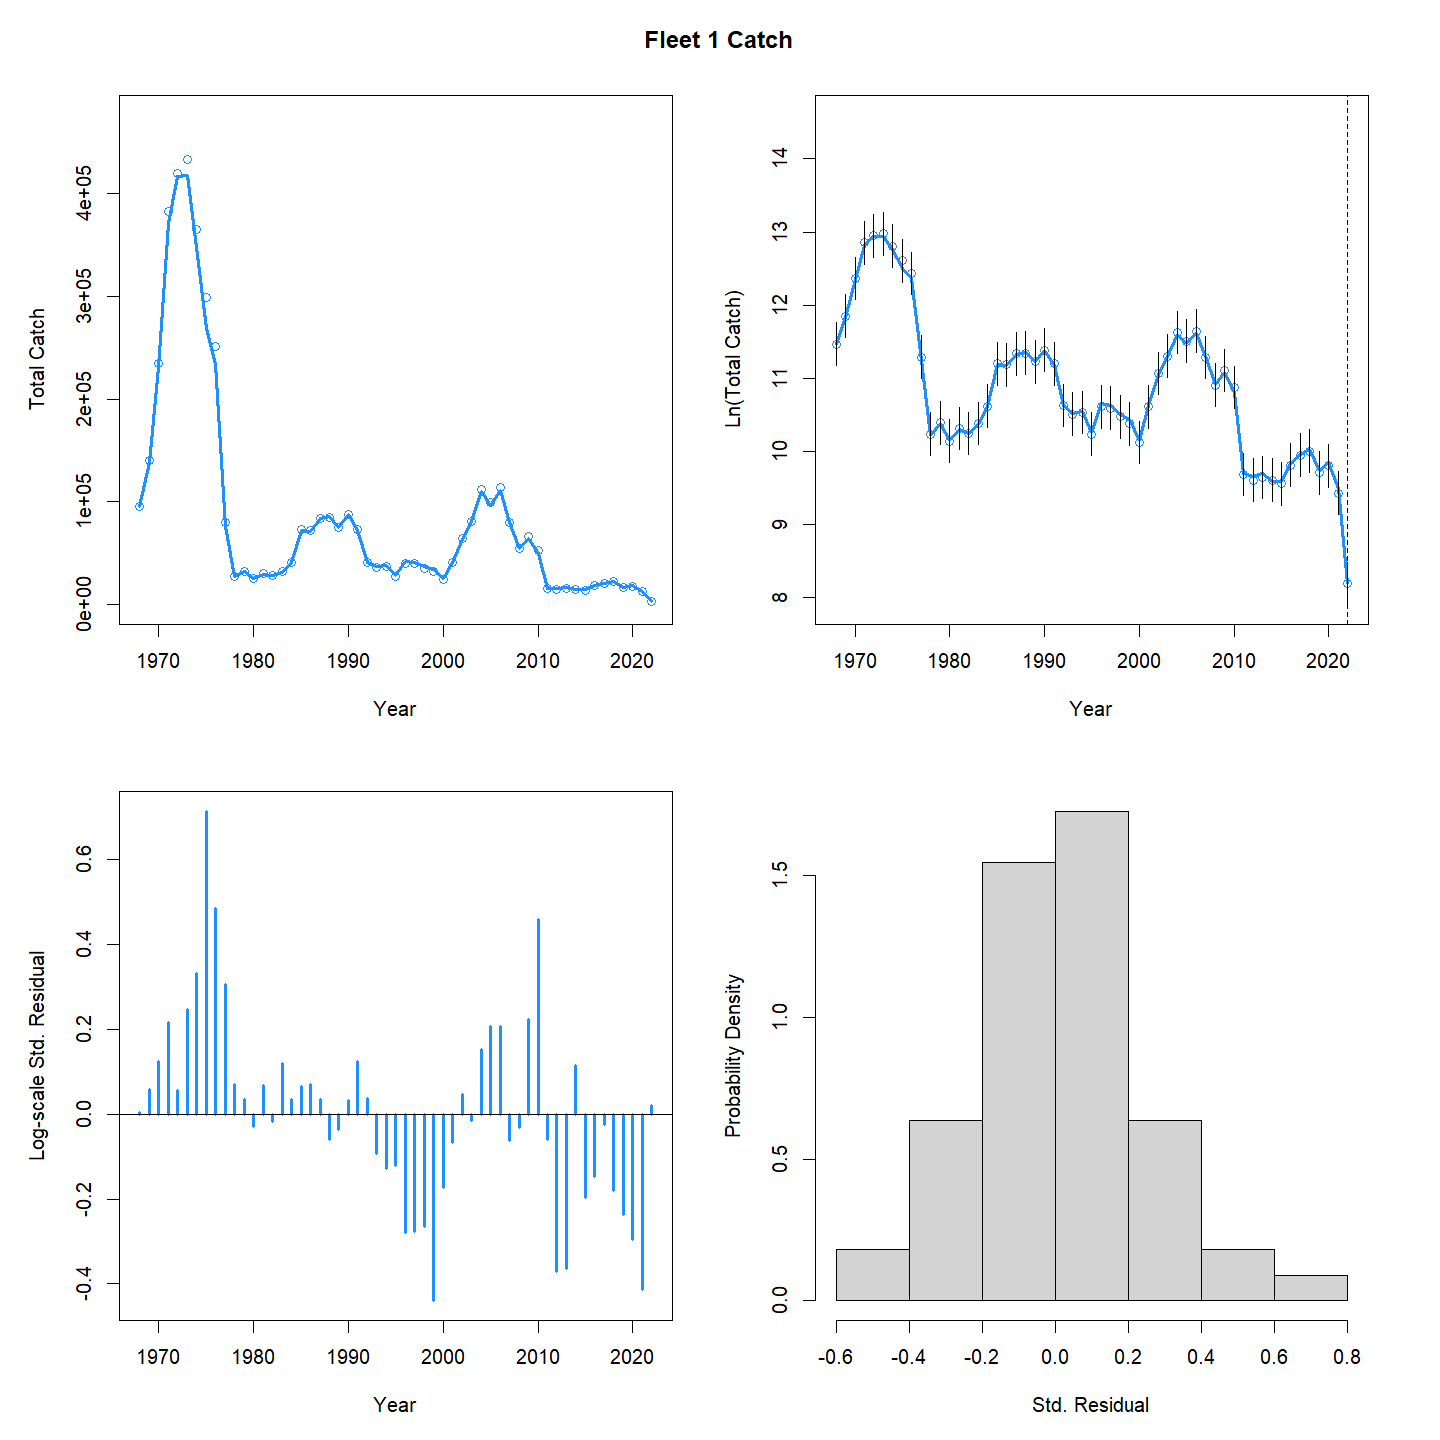 Fleet 1 Catch
Total Catch
4e+05
3e+05
2e+05
1e+05
0e+00
1970 1980 1990 2000 2010 2020
Year
Ln(Total Catch)
14
13
12
11
10
9
8
1970 1980 1990 2000 2010 2020
Year
Log-scale Std. Residual
0.6
0.4
0.2
0.0
-0.2
-0.4
1970 1980 1990 2000 2010 2020
Year
Probability Density
1.5
1.0
0.5
0.0
-0.6 -0.4 -0.2 0.0 0.2 0.4 0.6 0.8
Std. Residual